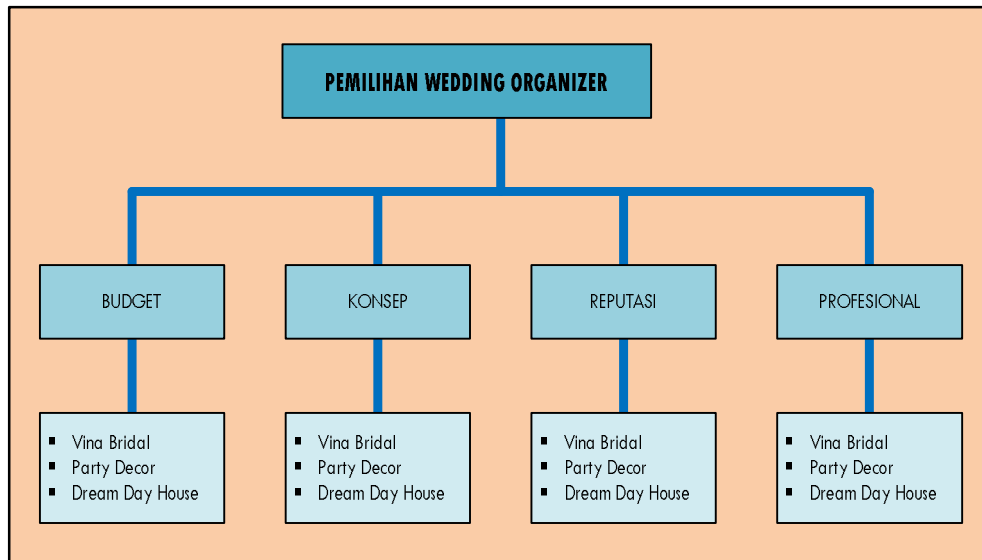 PEMILIHAN WEDDING ORGANIZER
BUDGET
KONSEP
REPUTASI
PROFESIONAL
▪ Vina Bridal
▪ Party Decor
▪ Dream Day House
▪ Vina Bridal
▪ Party Decor
▪ Dream Day House
▪ Vina Bridal
▪ Party Decor
▪ Dream Day House
▪ Vina Bridal
▪ Party Decor
▪ Dream Day House